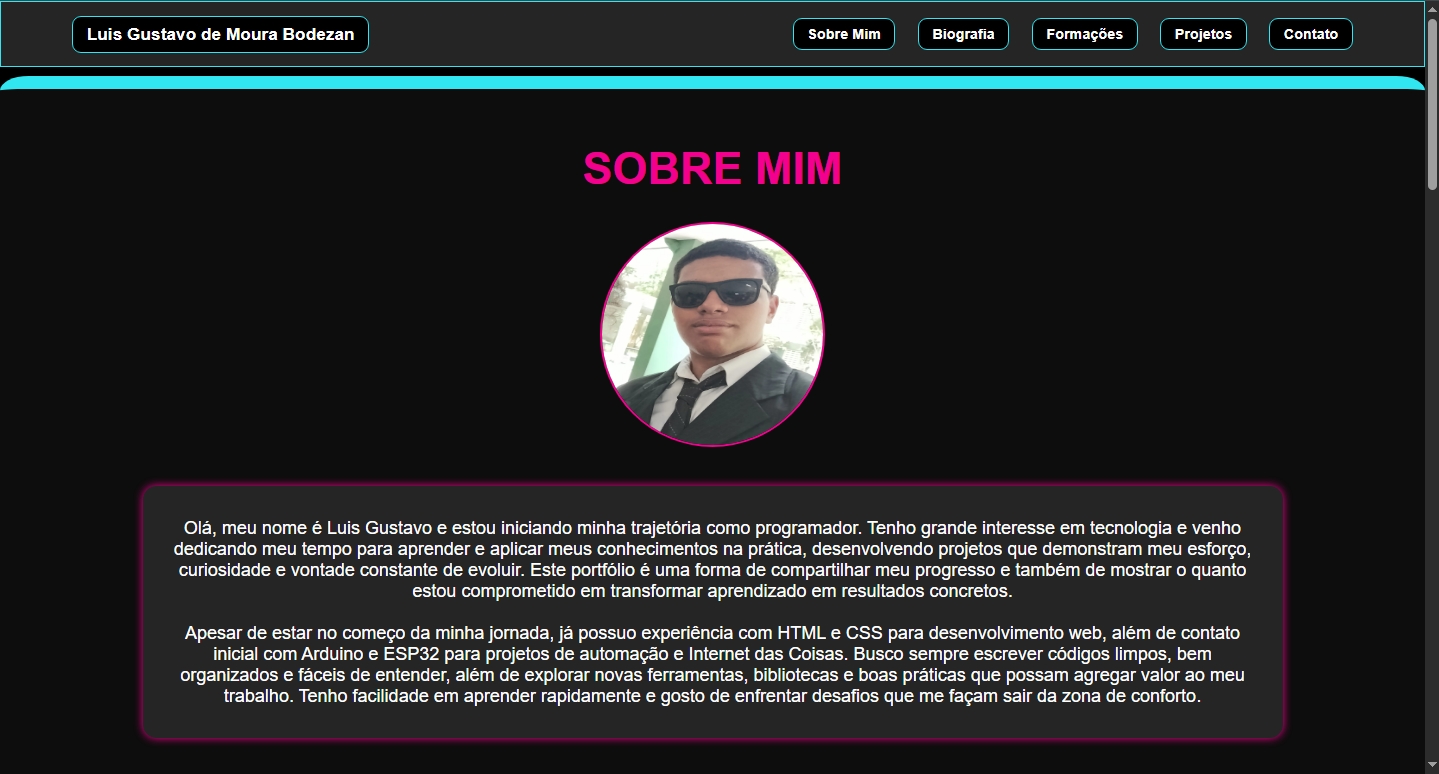 Luis Gustavo de Moura Bodezan
Sobre Mim
Biografia
Formações
Projetos
Contato
SOBRE MIM
Olá, meu nome é Luis Gustavo e estou iniciando minha trajetória como programador. Tenho grande interesse em tecnologia e venho
dedicando meu tempo para aprender e aplicar meus conhecimentos na prática, desenvolvendo projetos que demonstram meu esforço,
curiosidade e vontade constante de evoluir. Este portfólio é uma forma de compartilhar meu progresso e também de mostrar o quanto
estou comprometido em transformar aprendizado em resultados concretos.
Apesar de estar no começo da minha jornada, já possuo experiência com HTML e CSS para desenvolvimento web, além de contato
inicial com Arduino e ESP32 para projetos de automação e Internet das Coisas. Busco sempre escrever códigos limpos, bem
organizados e fáceis de entender, além de explorar novas ferramentas, bibliotecas e boas práticas que possam agregar valor ao meu
trabalho. Tenho facilidade em aprender rapidamente e gosto de enfrentar desafios que me façam sair da zona de conforto.